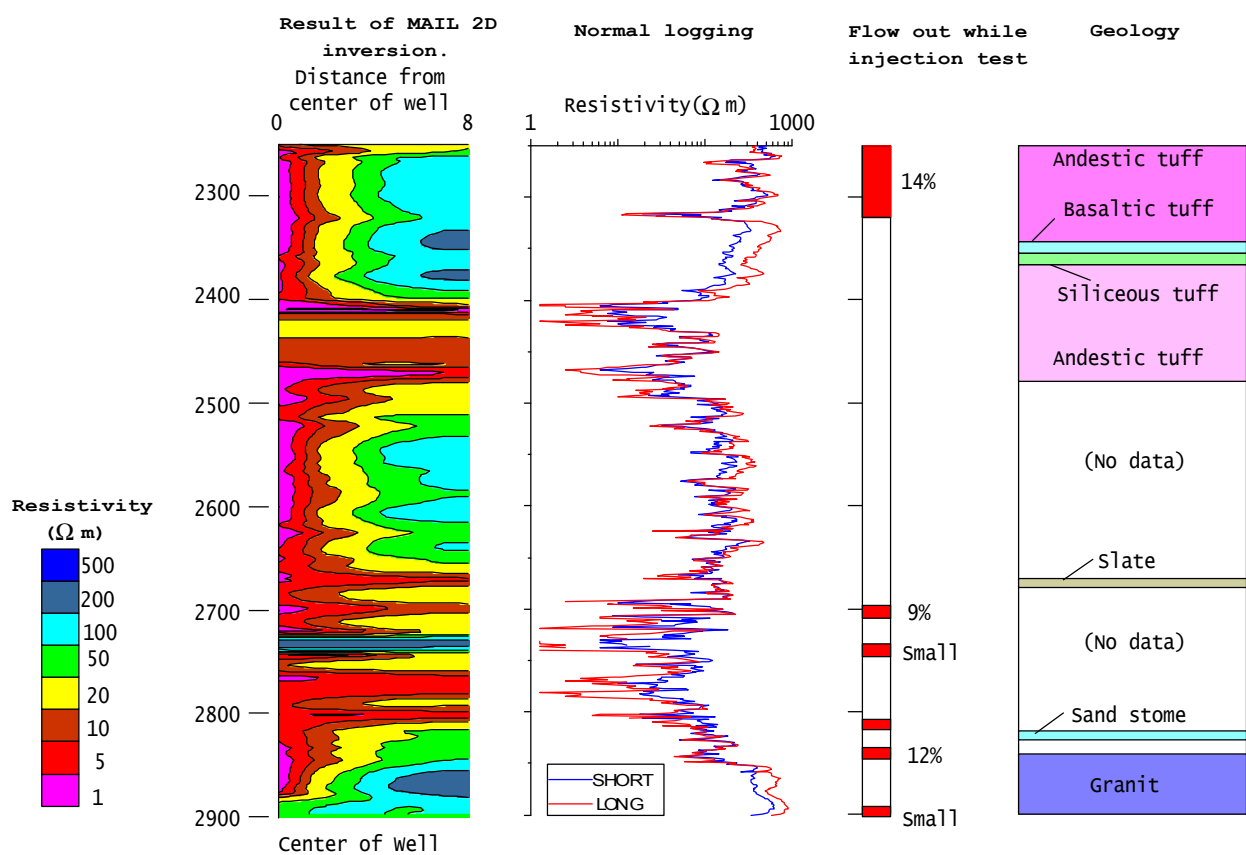 Result of MAIL 2D
inversion.
Distance from
center of well
0 8
Normal logging
Resistivity(Ω m)
1 1000
Flow out while
injection test
Geology
2300
2400
2500
2600
2700
2800
2900
Center of Well
Resistivity
(Ω m)
500
200
100
50
20
10
5
1
SHORT
LONG
14%
9%
Small
12%
Small
Andestic tuff
Basaltic tuff
Siliceous tuff
Andestic tuff
(No data)
Slate
(No data)
Sand stome
Granit